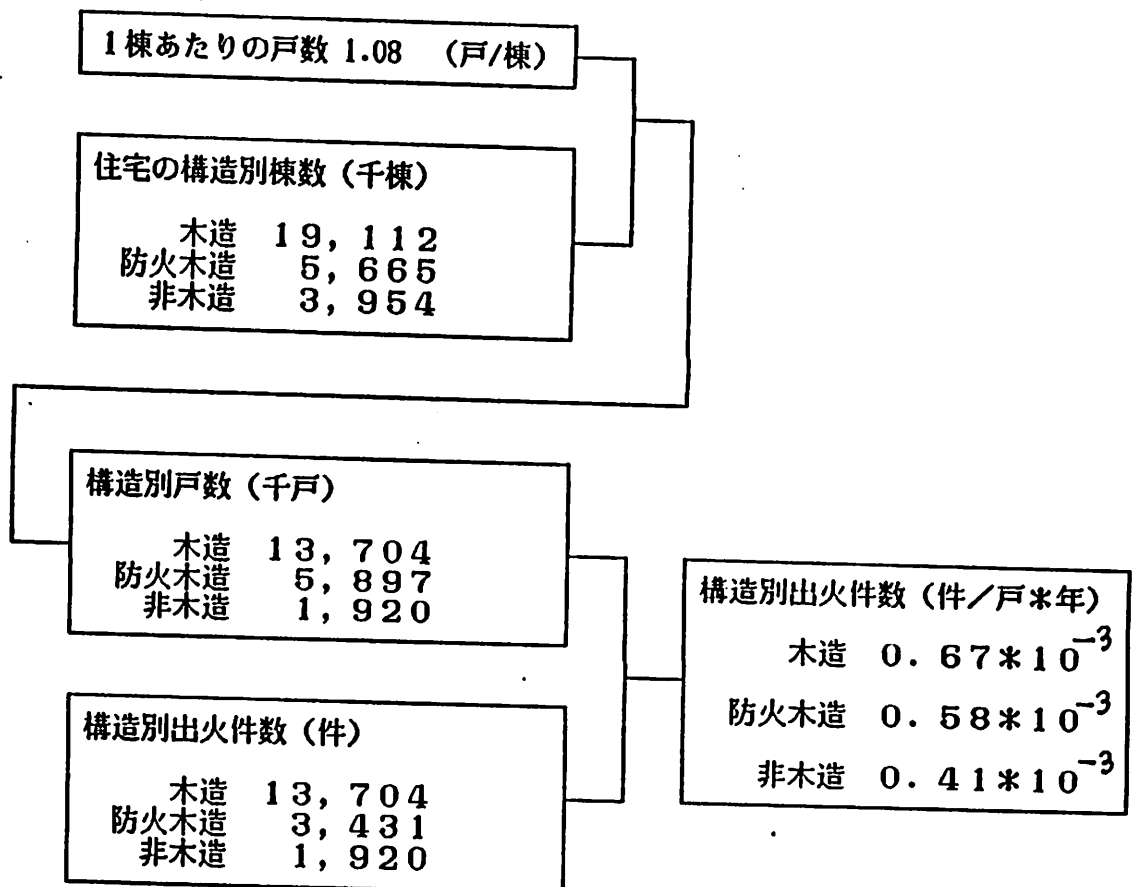 1棟あたりの戸数 1.08 (戸/棟)
住宅の構造別棟数(千棟)
木造 19,112
防火木造 5,665
非木造 3,954
構造別戸数(千戸)
木造 13,704
防火木造 5,897
非木造 1,920
構造別出火件数(件/戸*年)
木造 0.67*10⁻³
防火木造 0.58*10⁻³
非木造 0.41*10⁻³
構造別出火件数(件)
木造 13,704
防火木造 3,431
非木造 1,920